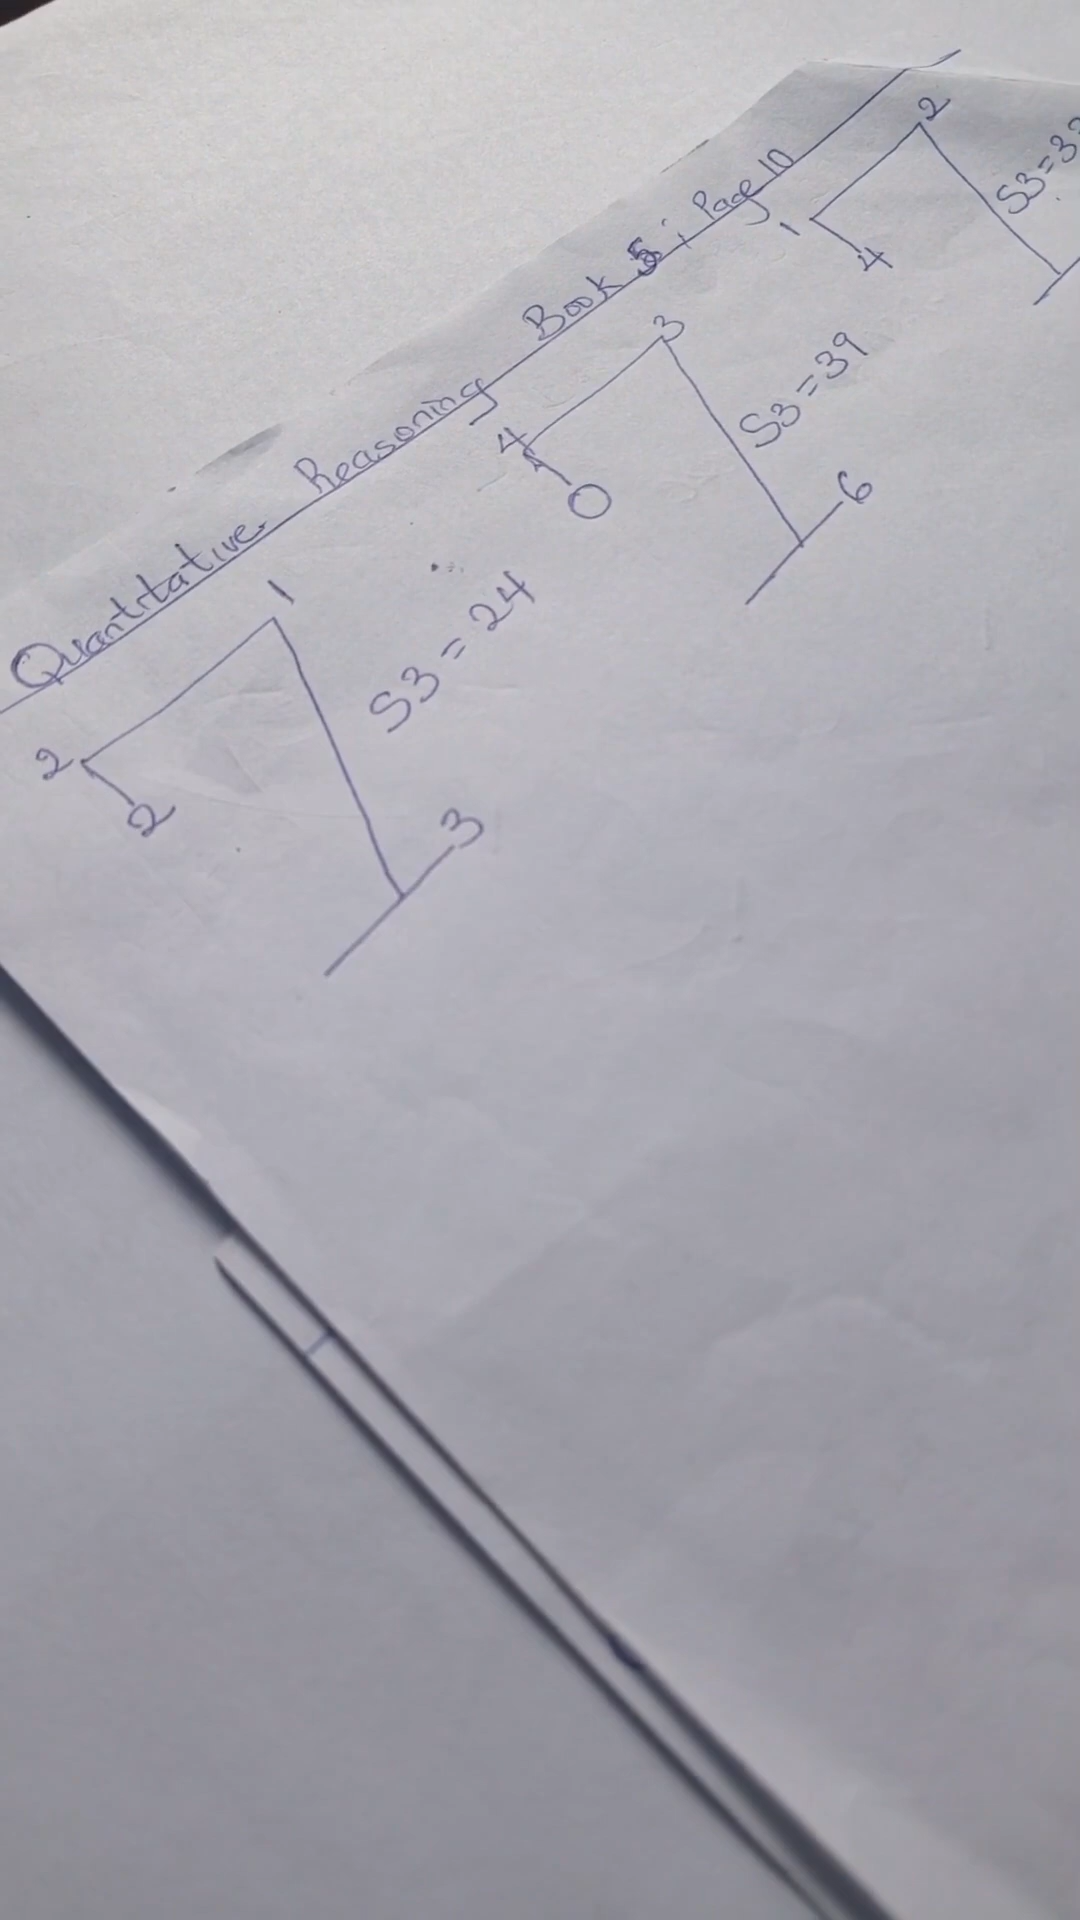 Quantitative Reasoning Book 5; Page 10
2 1 2 3 S3 = 24
4 3 0 6 S3 = 39
1 2 4